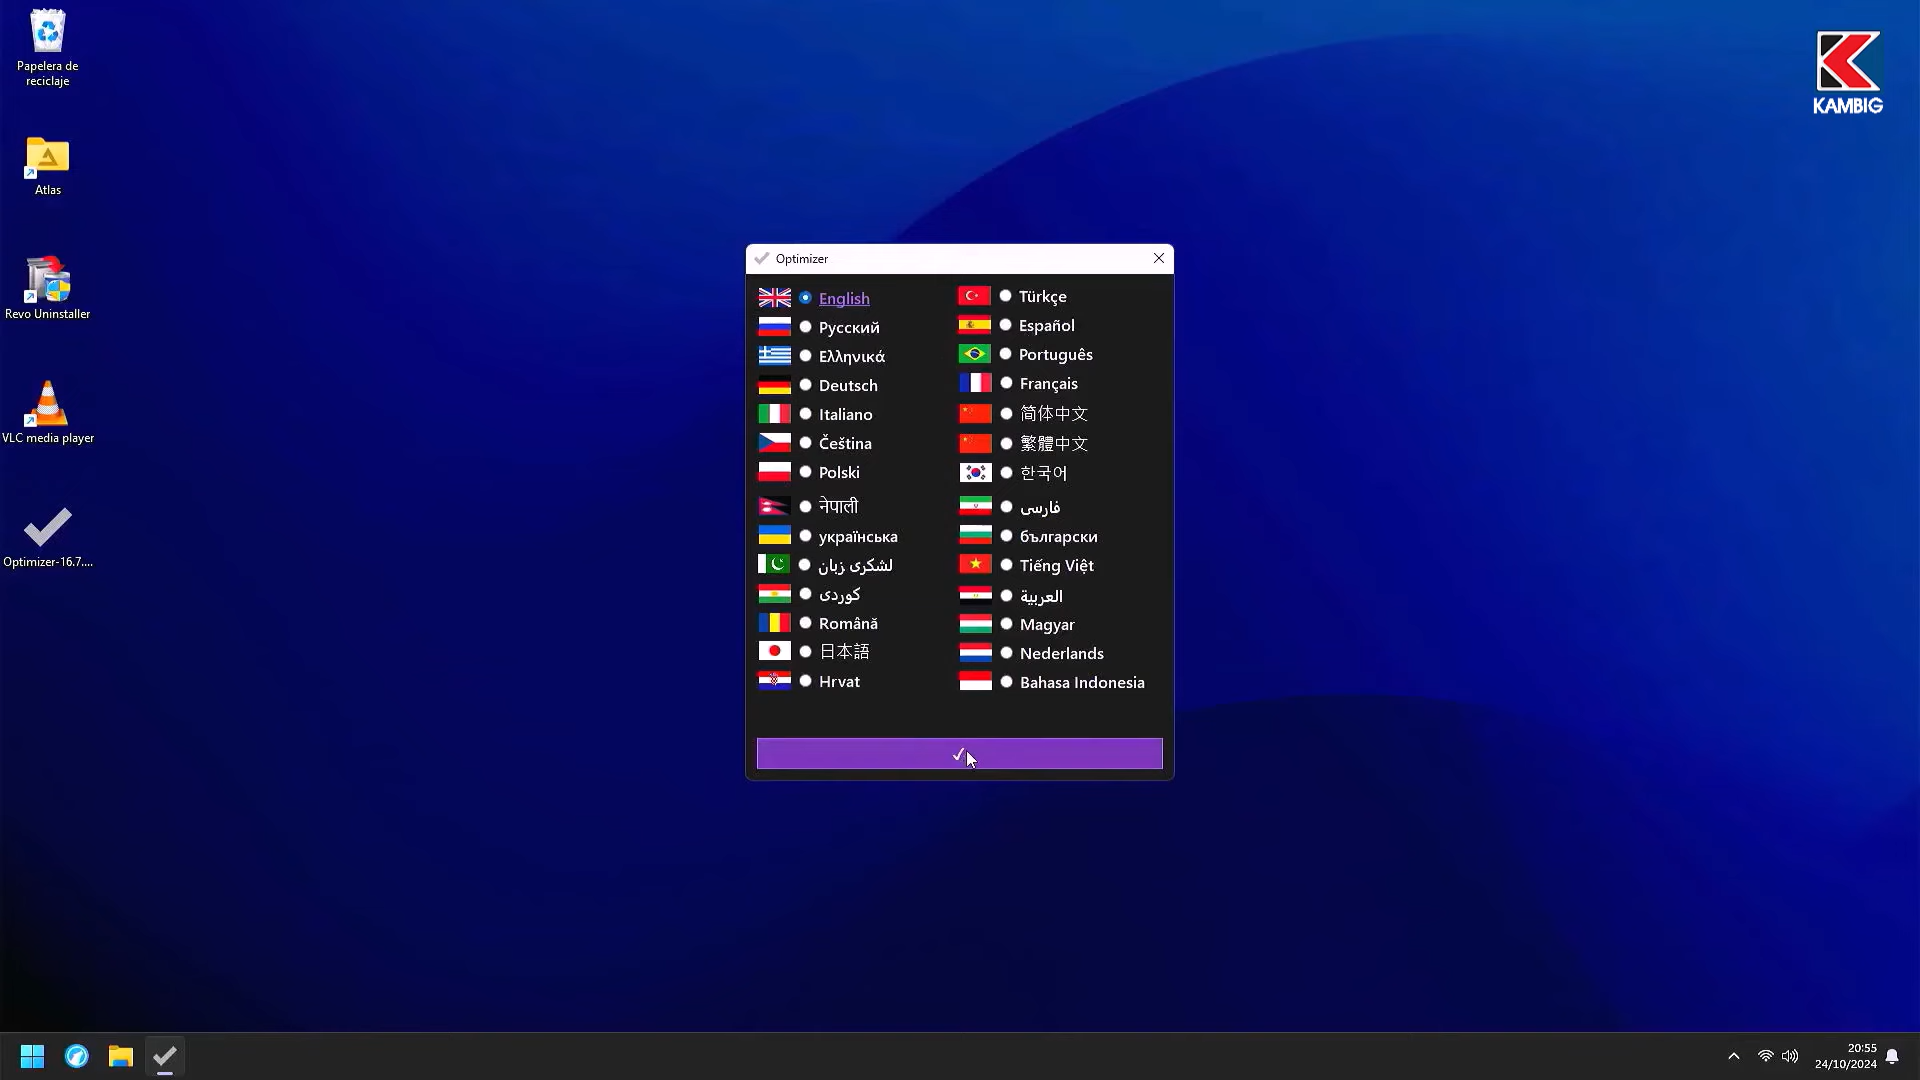 Papelera de
reciclaje
Atlas
Revo Uninstaller
VLC media player
Optimizer-16.7....
KAMBIG
Optimizer
English
Русский
Ελληνικά
Deutsch
Italiano
Čeština
Polski
नेपाली
українська
لشکری زبان
کوردی
Română
日本語
Hrvat
Türkçe
Español
Português
Français
简体中文
繁體中文
한국어
فارسی
български
Tiếng Việt
العربية
Magyar
Nederlands
Bahasa Indonesia
20:55
24/10/2024